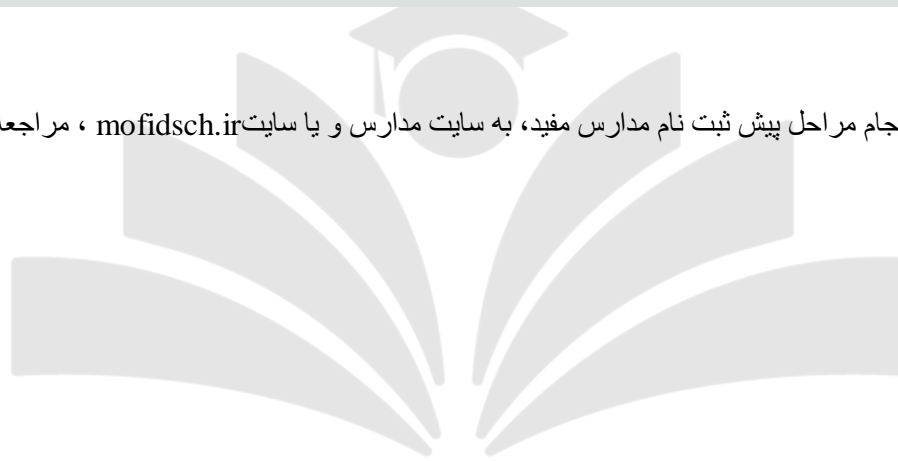 جام مراحل پیش ثبت نام مدارس مفید، به سایت مدارس و یا سایتmofidsch.ir ، مراجعه